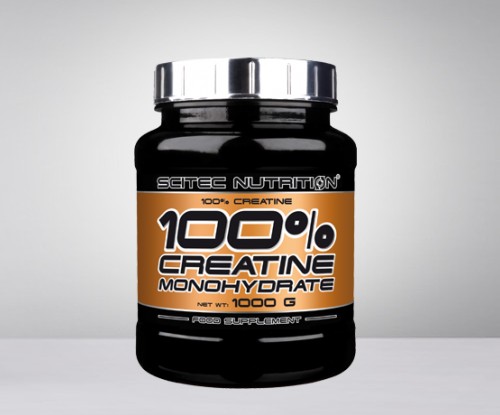 SCITEC NUTRITION®
100% CREATINE
100%
CREATINE
MONOHYDRATE
NET WT: 1000 G
FOOD SUPPLEMENT